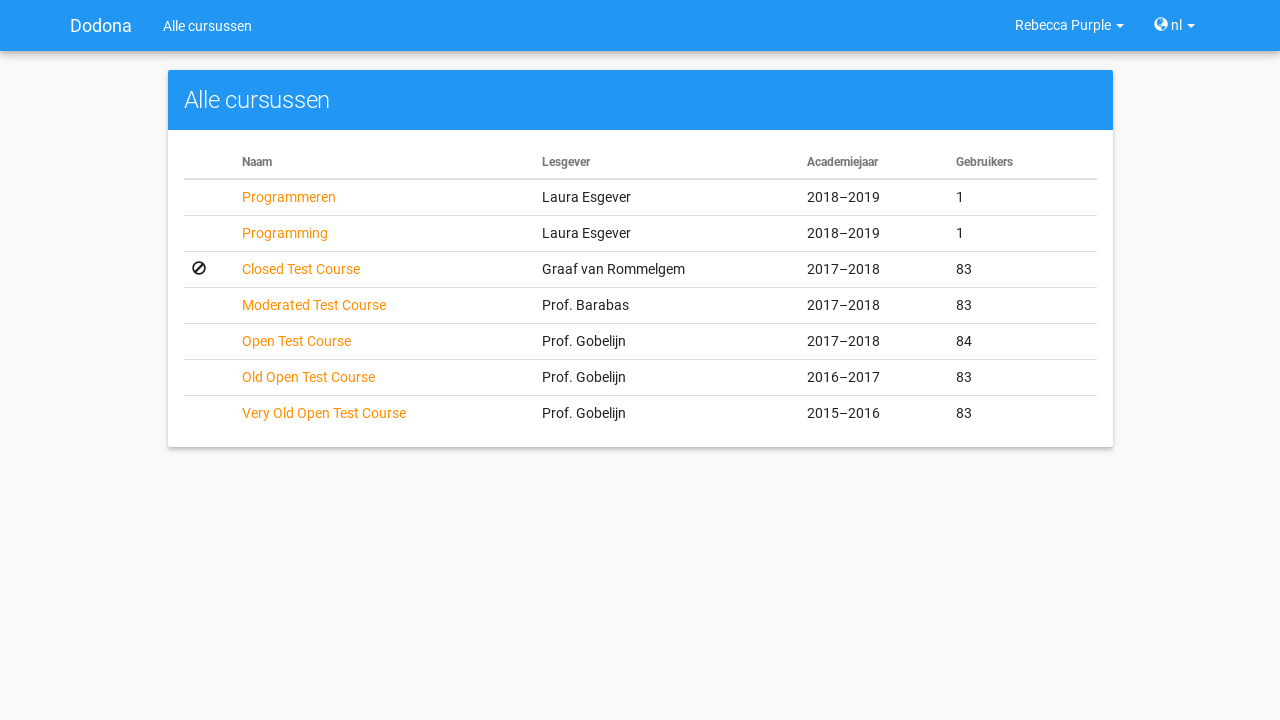 Dodona Alle cursussen Rebecca Purple nl
Alle cursussen
Naam Lesgever Academiejaar Gebruikers
Programmeren Laura Esgever 2018–2019 1
Programming Laura Esgever 2018–2019 1
Closed Test Course Graaf van Rommelgem 2017–2018 83
Moderated Test Course Prof. Barabas 2017–2018 83
Open Test Course Prof. Gobelijn 2017–2018 84
Old Open Test Course Prof. Gobelijn 2016–2017 83
Very Old Open Test Course Prof. Gobelijn 2015–2016 83